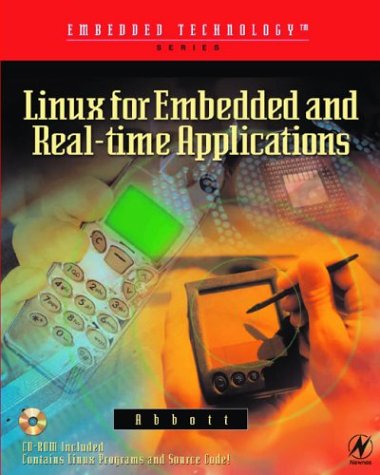 EMBEDDED TECHNOLOGY™
SERIES
Linux for Embedded and
Real-time Applications
Abbott
CD-ROM Included
Contains Linux Programs and Source Code!
Newnes